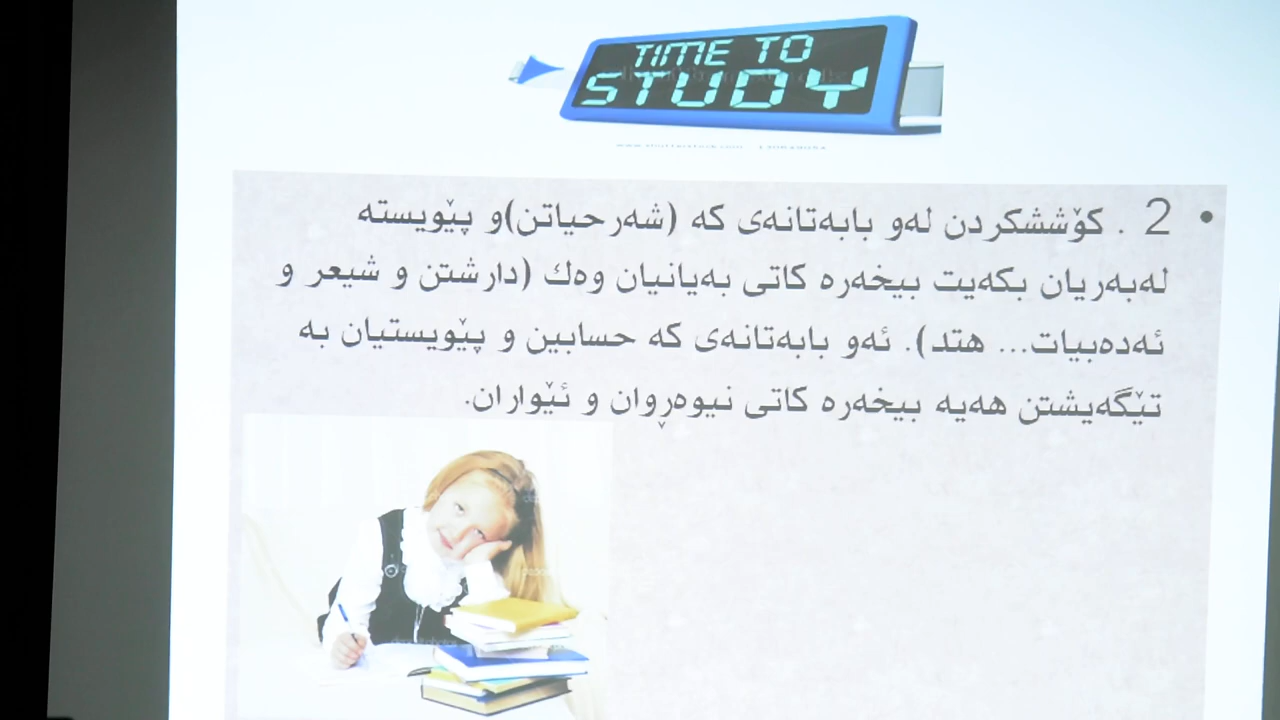 TIME TO
STUDY
• 2 . کۆششکردن لەو بابەتانەی کە (شەرحیاتن)و پێویستە
لەبەریان بکەیت بیخەرە کاتی بەیانیان وەك (دارشتن و شیعر و
ئەدەبیات... هتد). ئەو بابەتانەی کە حسابین و پێویستیان بە
تێگەیشتن هەیە بیخەرە کاتی نیوەڕوان و ئێواران.